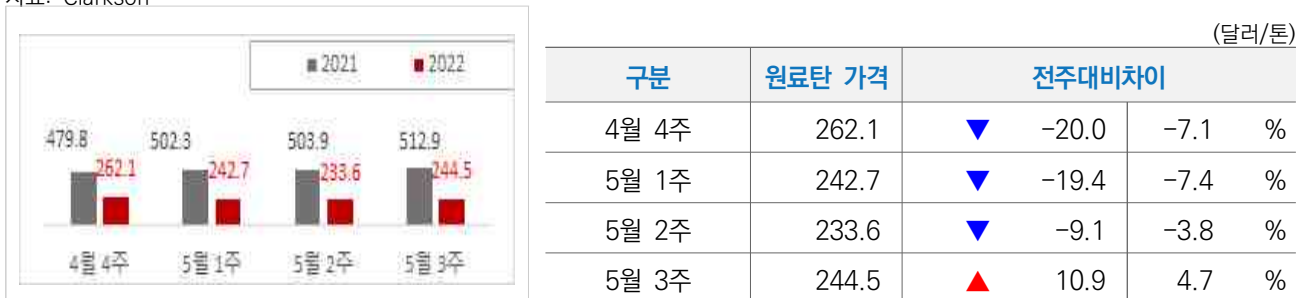 자료: Clarkson
■ 2021 ■ 2022
479.8 502.3 503.9 512.9
262.1 242.7 233.6 244.5
4월 4주 5월 1주 5월 2주 5월 3주
(달러/톤)
구분 원료탄 가격 전주대비차이
4월 4주 262.1 ▼ -20.0 -7.1 %
5월 1주 242.7 ▼ -19.4 -7.4 %
5월 2주 233.6 ▼ -9.1 -3.8 %
5월 3주 244.5 ▲ 10.9 4.7 %